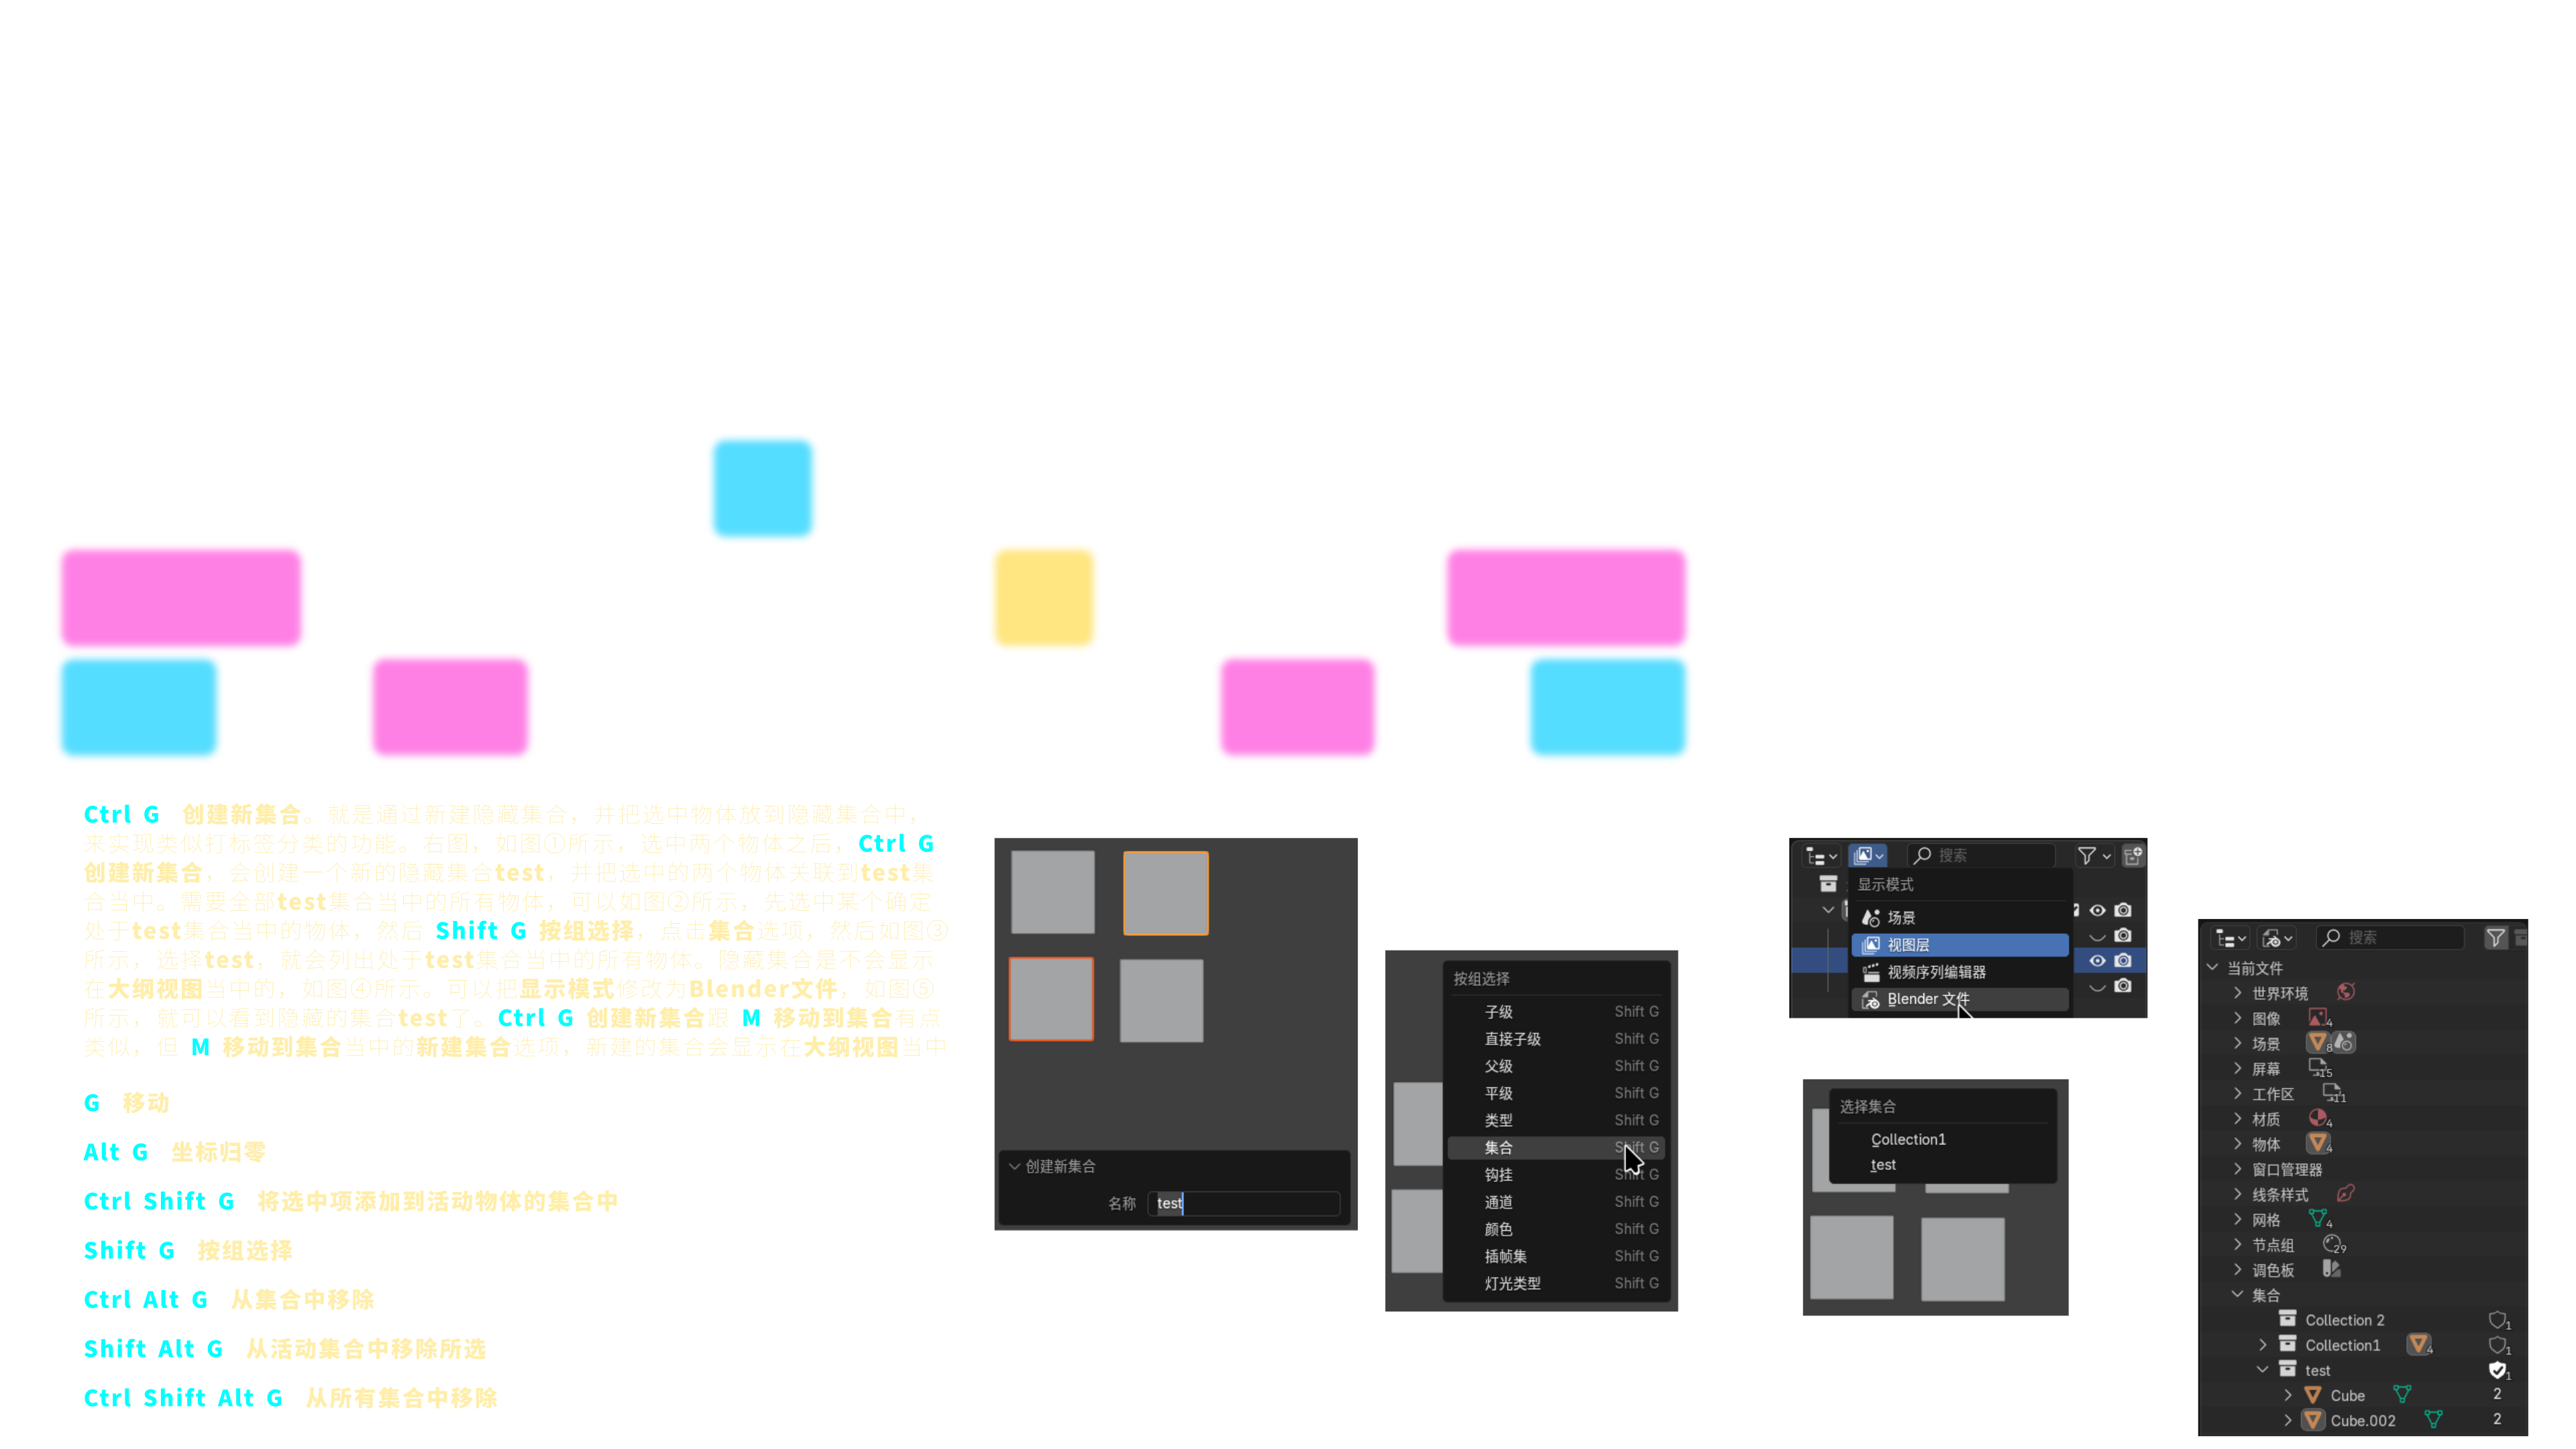 Ctrl G 创建新集合。就是通过新建隐藏集合，并把选中物体放到隐藏集合中，
来实现类似打标签分类的功能。右图，如图①所示，选中两个物体之后，Ctrl G
创建新集合，会创建一个新的隐藏集合test，并把选中的两个物体关联到test集
合当中。需要全部test集合当中的所有物体，可以如图②所示，先选中某个确定
处于test集合当中的物体，然后 Shift G 按组选择，点击集合选项，然后如图③
所示，选择test，就会列出处于test集合当中的所有物体。隐藏集合是不会显示
在大纲视图当中的，如图④所示。可以把显示模式修改为Blender文件，如图⑤
所示，就可以看到隐藏的集合test了。Ctrl G 创建新集合跟 M 移动到集合有点
类似，但 M 移动到集合当中的新建集合选项，新建的集合会显示在大纲视图当中
G 移动
Alt G 坐标归零
Ctrl Shift G 将选中项添加到活动物体的集合中
Shift G 按组选择
Ctrl Alt G 从集合中移除
Shift Alt G 从活动集合中移除所选
Ctrl Shift Alt G 从所有集合中移除
创建新集合
名称 test
按组选择
子级 Shift G
直接子级 Shift G
父级 Shift G
平级 Shift G
类型 Shift G
集合 Shift G
钩挂 Shift G
通道 Shift G
颜色 Shift G
插帧集 Shift G
灯光类型 Shift G
搜索
显示模式
场景
视图层
视频序列编辑器
Blender 文件
选择集合
Collection1
test
搜索
当前文件
世界环境
图像 4
场景 8
屏幕 15
工作区 11
材质 4
物体 4
窗口管理器
线条样式
网格 4
节点组 29
调色板
集合
Collection 2 1
Collection1 4 1
test 1
Cube 2
Cube.002 2